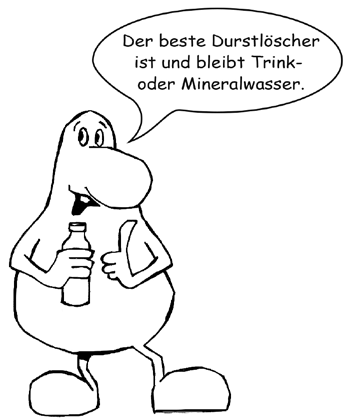 Der beste Durstlöscher
ist und bleibt Trink-
oder Mineralwasser.